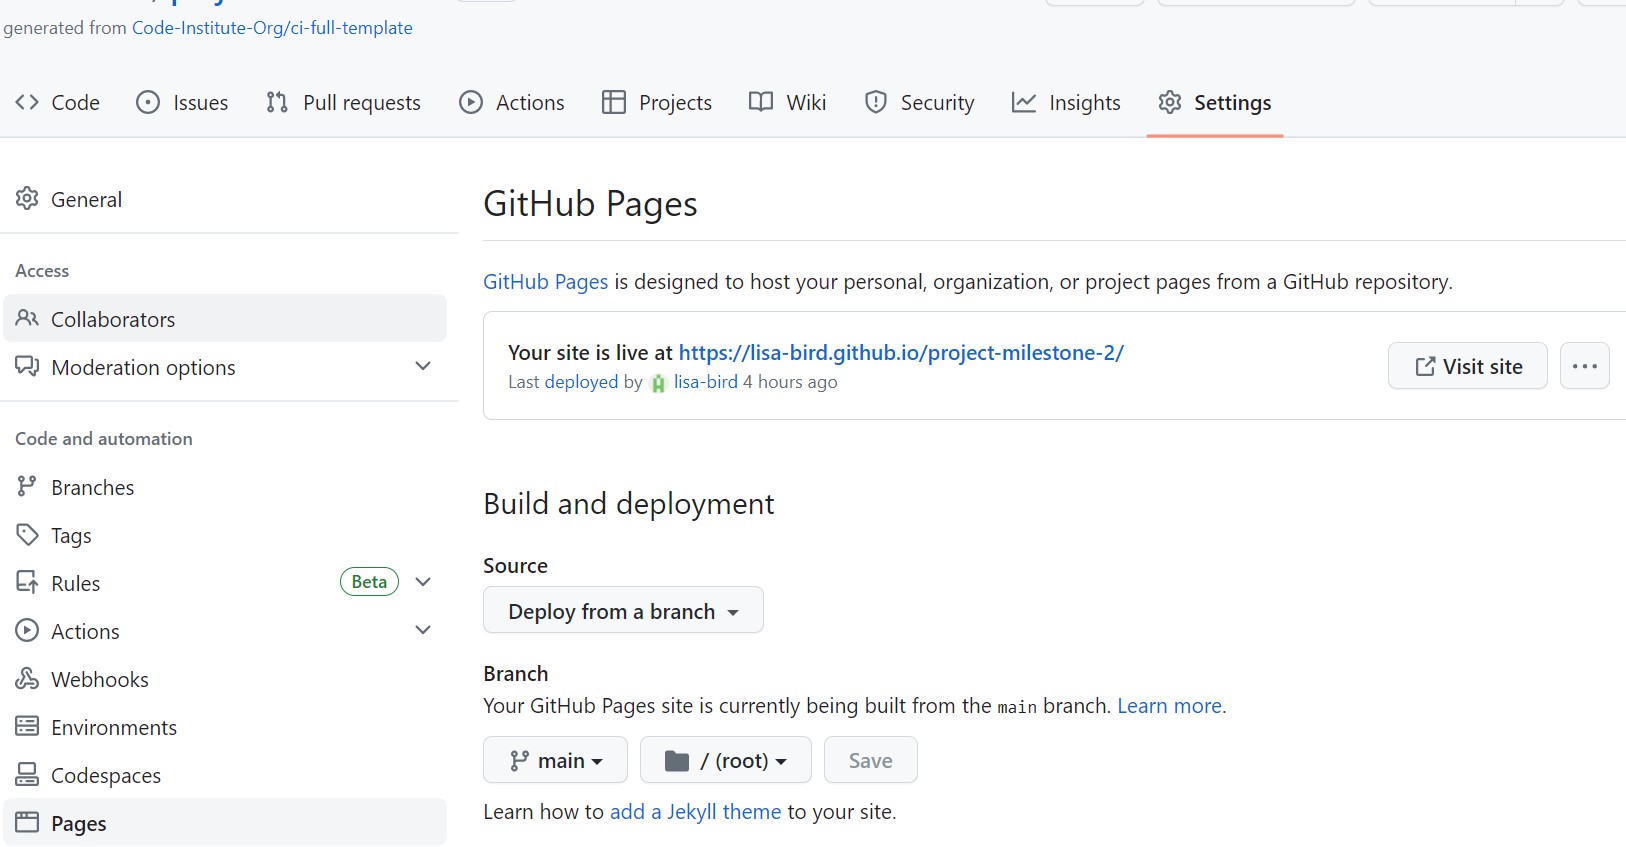 generated from Code-Institute-Org/ci-full-template
Code Issues Pull requests Actions Projects Wiki Security Insights Settings
General
Access
Collaborators
Moderation options
Code and automation
Branches
Tags
Rules Beta
Actions
Webhooks
Environments
Codespaces
Pages
GitHub Pages
GitHub Pages is designed to host your personal, organization, or project pages from a GitHub repository.
Your site is live at https://lisa-bird.github.io/project-milestone-2/
Last deployed by lisa-bird 4 hours ago
Visit site
Build and deployment
Source
Deploy from a branch
Branch
Your GitHub Pages site is currently being built from the main branch. Learn more.
main / (root) Save
Learn how to add a Jekyll theme to your site.